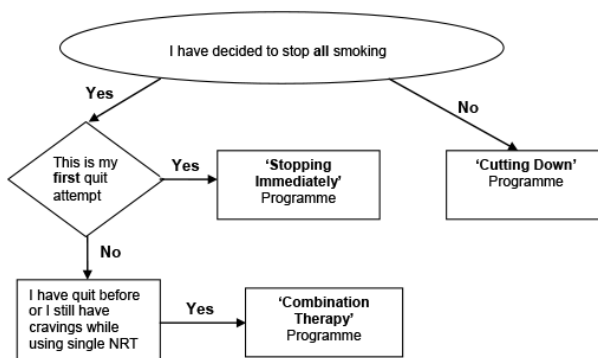 I have decided to stop all smoking
Yes
No
This is my
first quit
attempt
Yes
‘Stopping
Immediately’
Programme
‘Cutting Down’
Programme
No
I have quit before
or I still have
cravings while
using single NRT
Yes
‘Combination
Therapy’
Programme